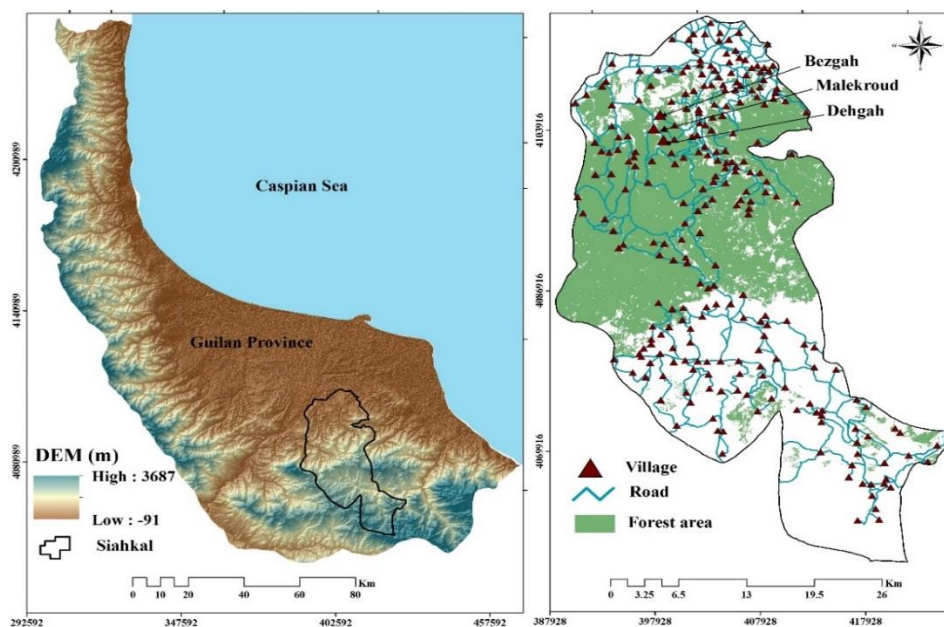 Caspian Sea
Guilan Province
4200989
4140989
4080989
DEM (m)
High : 3687
Low : -91
Siahkal
Km
0 10 20 40 60 80
292592 347592 402592 457592
N
Bezgah
Malekroud
Dehgah
4103916
4086916
4069916
Village
Road
Forest area
Km
0 3.25 6.5 13 19.5 26
387928 397928 407928 417928